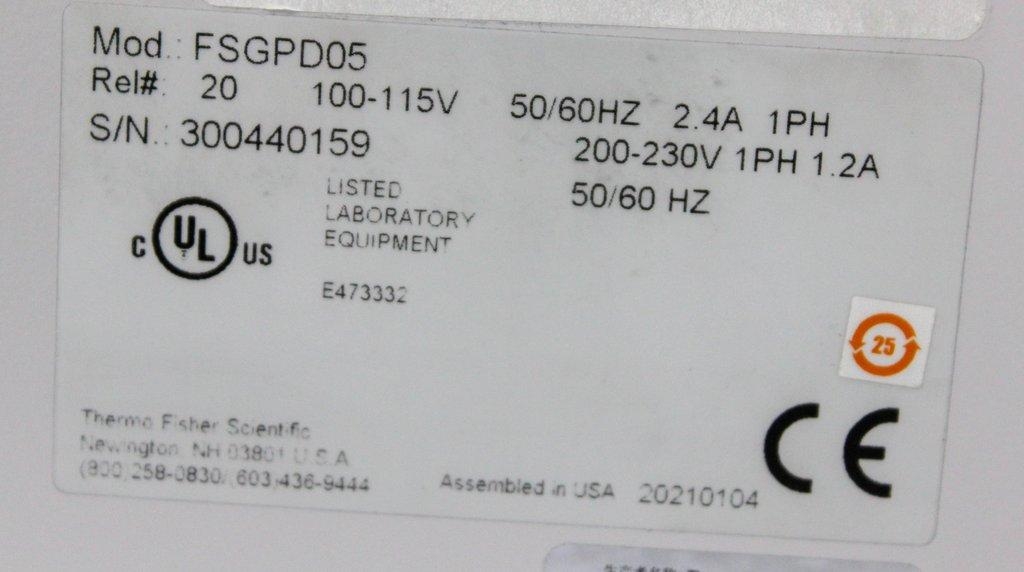 Mod.: FSGPD05
Rel#: 20 100-115V 50/60HZ 2.4A 1PH
S/N.: 300440159
200-230V 1PH 1.2A
50/60 HZ
C UL US
LISTED
LABORATORY
EQUIPMENT
E473332
25
CE
Thermo Fisher Scientific
Newington, NH 03801 U.S.A.
(800)258-0830/(603)436-9444
Assembled in USA 20210104